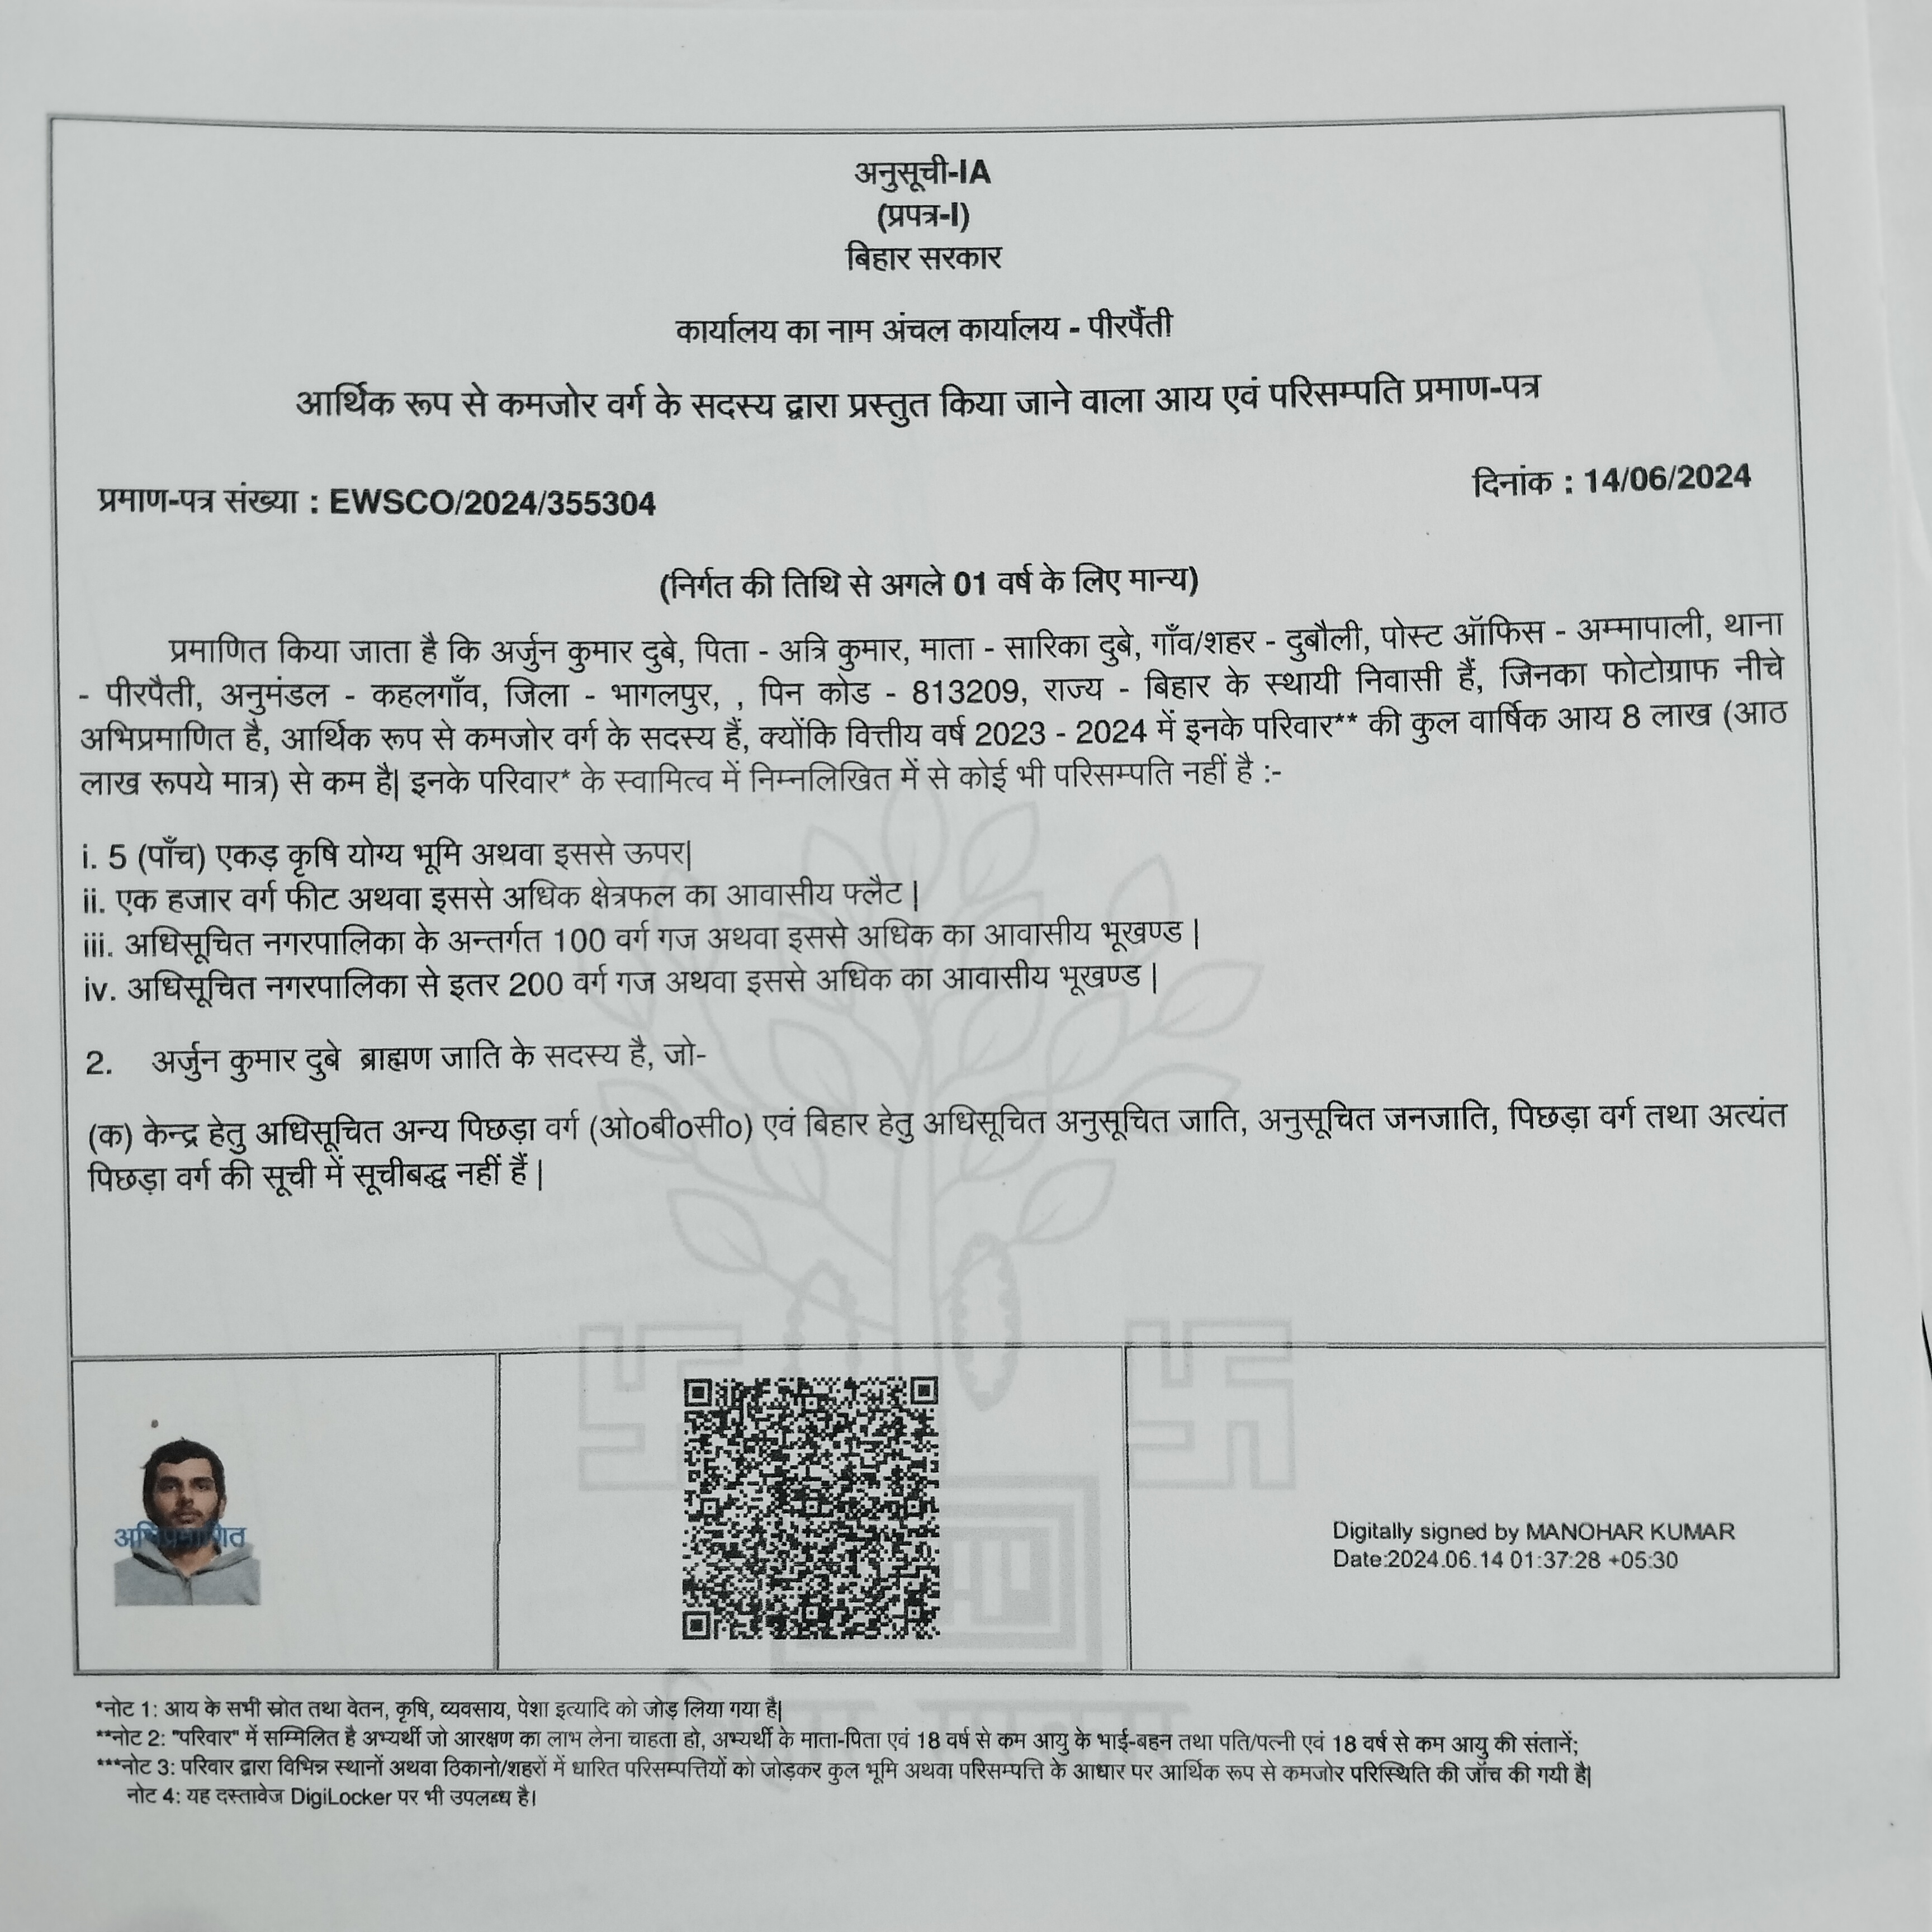 अनुसूची-IA
(प्रपत्र-I)
बिहार सरकार
कार्यालय का नाम अंचल कार्यालय - पीरपैंती
आर्थिक रूप से कमजोर वर्ग के सदस्य द्वारा प्रस्तुत किया जाने वाला आय एवं परिसम्पति प्रमाण-पत्र
प्रमाण-पत्र संख्या : EWSCO/2024/355304
दिनांक : 14/06/2024
(निर्गत की तिथि से अगले 01 वर्ष के लिए मान्य)
प्रमाणित किया जाता है कि अर्जुन कुमार दुबे, पिता - अत्रि कुमार, माता - सारिका दुबे, गाँव/शहर - दुबौली, पोस्ट ऑफिस - अम्मापाली, थाना
- पीरपैती, अनुमंडल - कहलगाँव, जिला - भागलपुर, , पिन कोड - 813209, राज्य - बिहार के स्थायी निवासी हैं, जिनका फोटोग्राफ नीचे
अभिप्रमाणित है, आर्थिक रूप से कमजोर वर्ग के सदस्य हैं, क्योंकि वित्तीय वर्ष 2023 - 2024 में इनके परिवार** की कुल वार्षिक आय 8 लाख (आठ
लाख रूपये मात्र) से कम है| इनके परिवार* के स्वामित्व में निम्नलिखित में से कोई भी परिसम्पति नहीं है :-
i. 5 (पाँच) एकड़ कृषि योग्य भूमि अथवा इससे ऊपर|
ii. एक हजार वर्ग फीट अथवा इससे अधिक क्षेत्रफल का आवासीय फ्लैट |
iii. अधिसूचित नगरपालिका के अन्तर्गत 100 वर्ग गज अथवा इससे अधिक का आवासीय भूखण्ड |
iv. अधिसूचित नगरपालिका से इतर 200 वर्ग गज अथवा इससे अधिक का आवासीय भूखण्ड |
2. अर्जुन कुमार दुबे ब्राह्मण जाति के सदस्य है, जो-
(क) केन्द्र हेतु अधिसूचित अन्य पिछड़ा वर्ग (ओoबीoसीo) एवं बिहार हेतु अधिसूचित अनुसूचित जाति, अनुसूचित जनजाति, पिछड़ा वर्ग तथा अत्यंत
पिछड़ा वर्ग की सूची में सूचीबद्ध नहीं हैं |
अभिप्रमाणित
Digitally signed by MANOHAR KUMAR
Date:2024.06.14 01:37:28 +05:30
*नोट 1: आय के सभी स्रोत तथा वेतन, कृषि, व्यवसाय, पेशा इत्यादि को जोड़ लिया गया है|
**नोट 2: "परिवार" में सम्मिलित है अभ्यर्थी जो आरक्षण का लाभ लेना चाहता हो, अभ्यर्थी के माता-पिता एवं 18 वर्ष से कम आयु के भाई-बहन तथा पति/पत्नी एवं 18 वर्ष से कम आयु की संतानें;
***नोट 3: परिवार द्वारा विभिन्न स्थानों अथवा ठिकानो/शहरों में धारित परिसम्पत्तियों को जोड़कर कुल भूमि अथवा परिसम्पत्ति के आधार पर आर्थिक रूप से कमजोर परिस्थिति की जाँच की गयी है|
नोट 4: यह दस्तावेज DigiLocker पर भी उपलब्ध है।